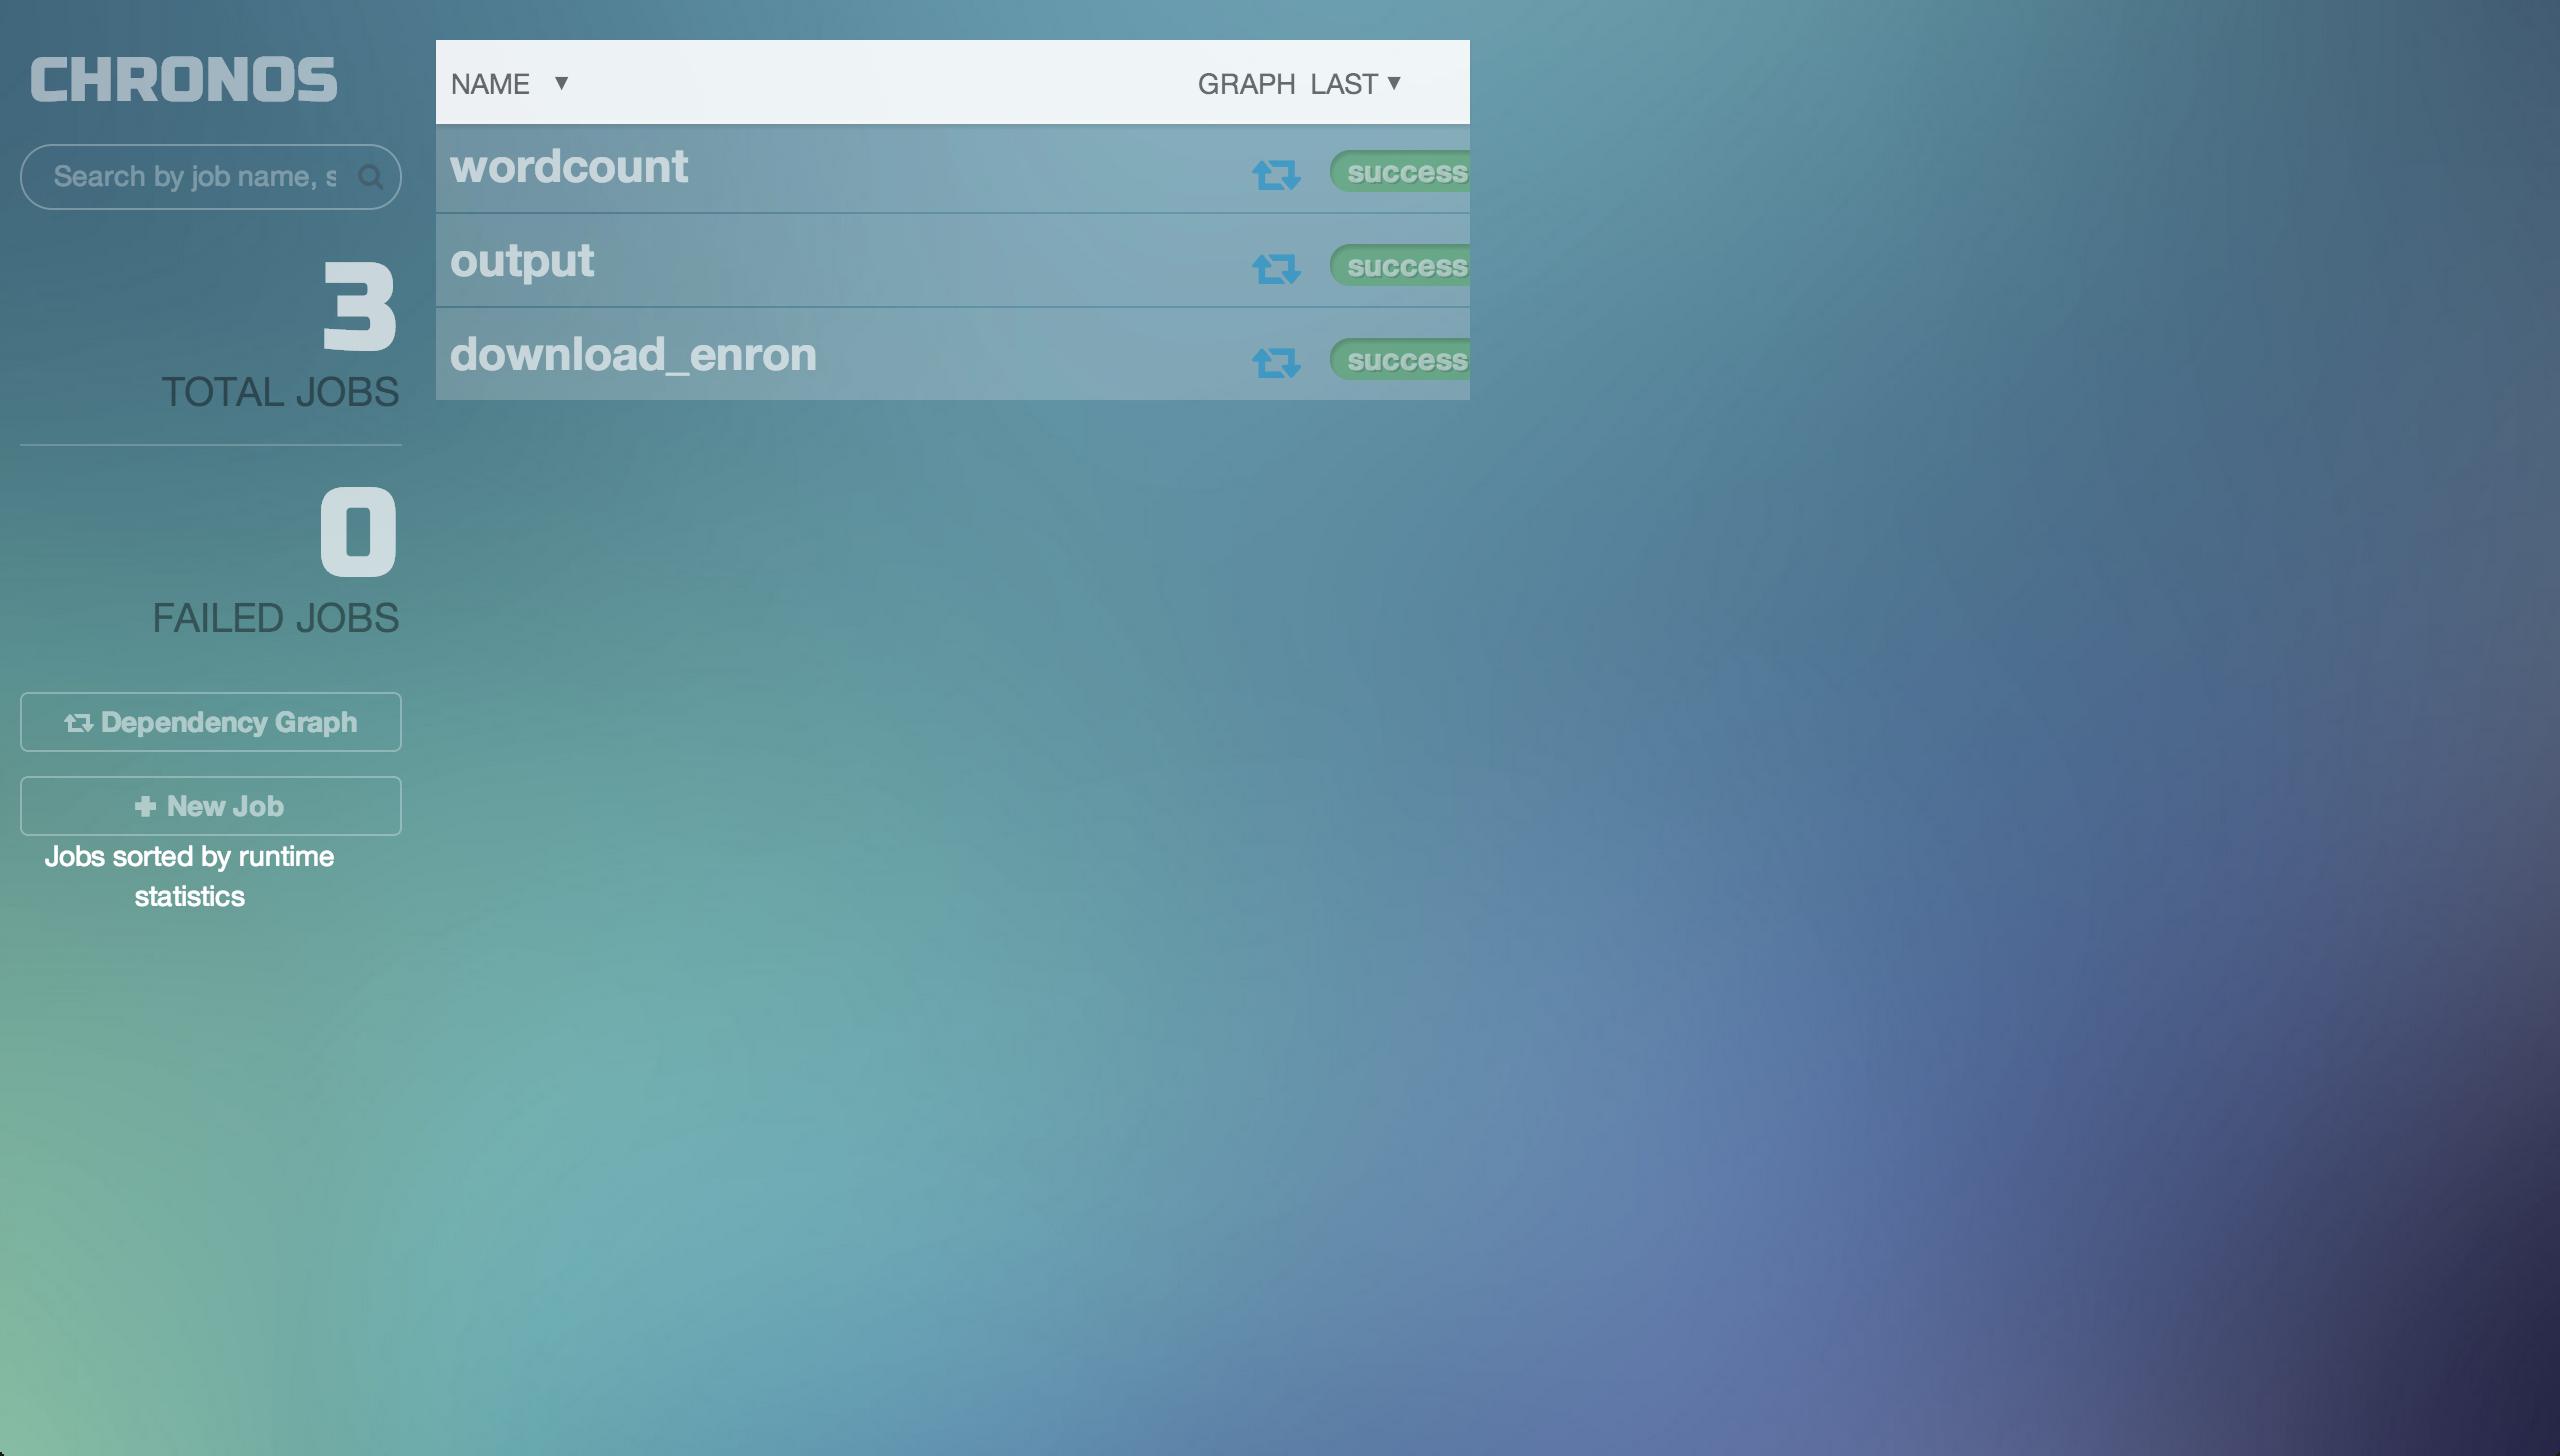 CHRONOS
Search by job name, s
3
TOTAL JOBS
0
FAILED JOBS
Dependency Graph
New Job
Jobs sorted by runtime
statistics
NAME ▼ GRAPH LAST ▼
wordcount success
output success
download_enron success